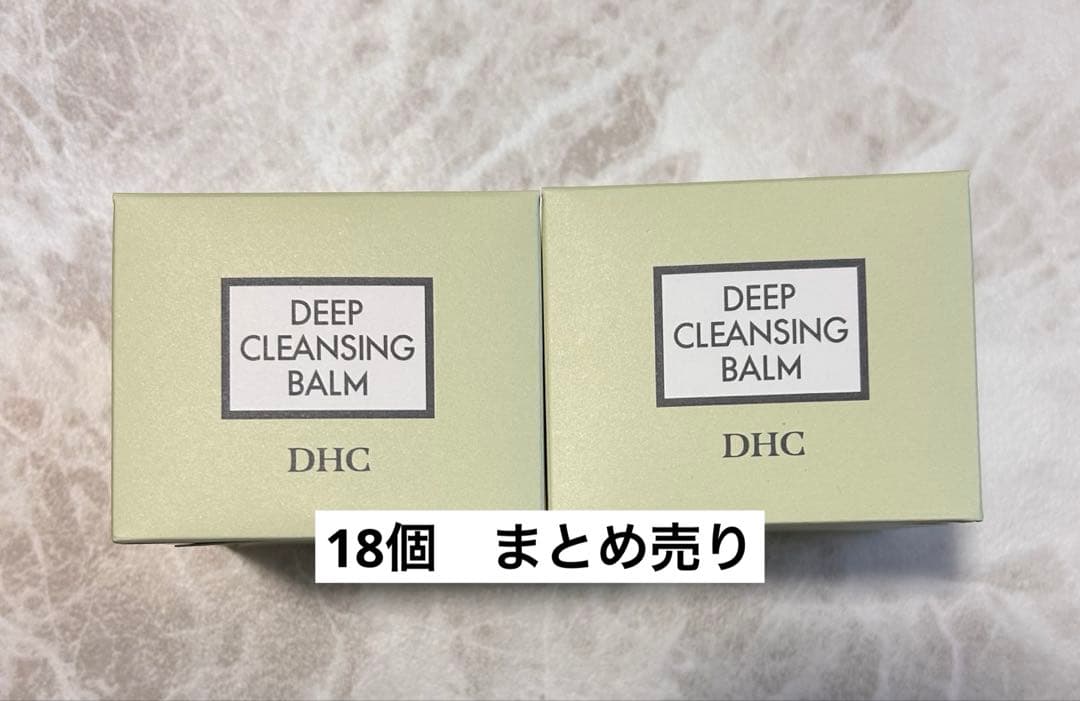 DEEP
CLEANSING
BALM
DHC
DEEP
CLEANSING
BALM
DHC
18個　まとめ売り